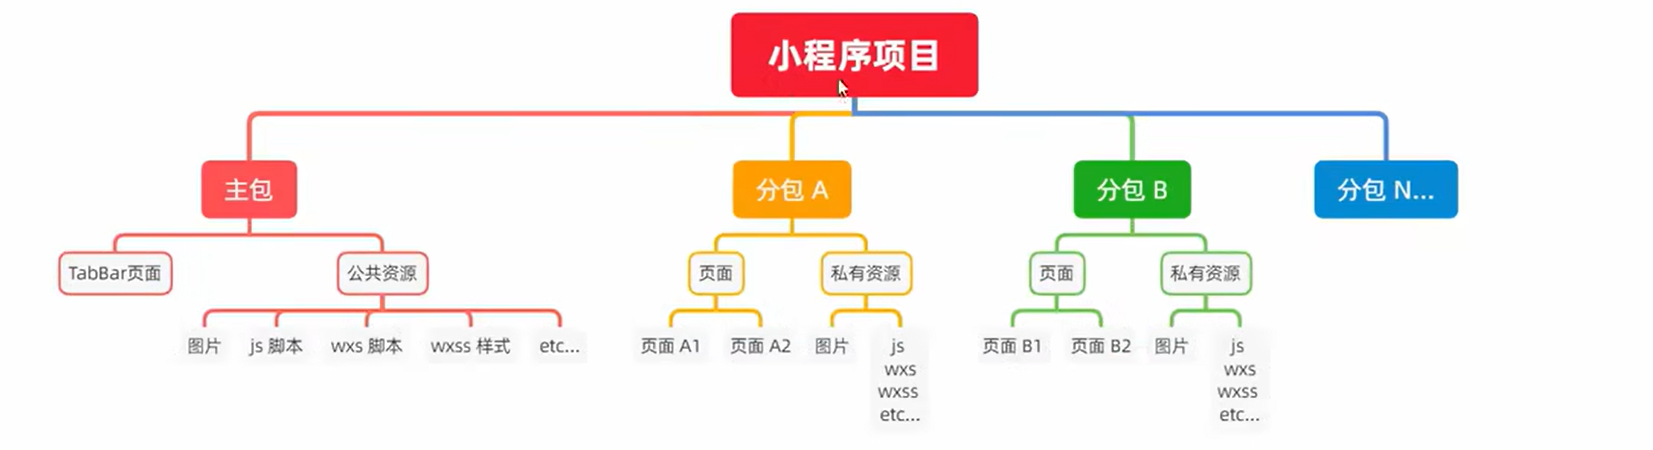 小程序项目
主包
分包 A
分包 B
分包 N...
TabBar页面
公共资源
页面
私有资源
页面
私有资源
图片
js 脚本
wxs 脚本
wxss 样式
etc...
页面 A1
页面 A2
图片
js
wxs
wxss
etc...
页面 B1
页面 B2
图片
js
wxs
wxss
etc...